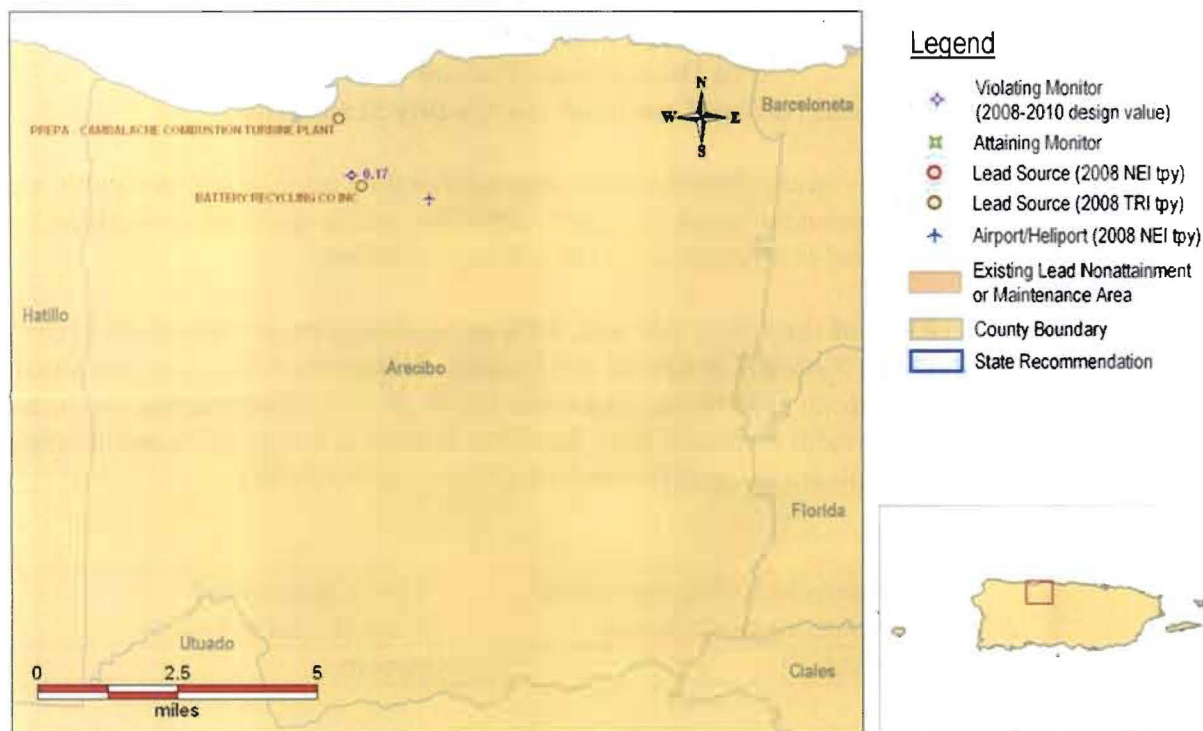 N
W E
S
Barceloneta
PREPA - CAMBALACHE COMBUSTION TURBINE PLANT
0.17
BATTERY RECYCLING CO INC
Hatillo
Arecibo
Florida
Utuado
Ciales
0 2.5 5
miles
Legend
Violating Monitor
(2008-2010 design value)
Attaining Monitor
Lead Source (2008 NEI tpy)
Lead Source (2008 TRI tpy)
Airport/Heliport (2008 NEI tpy)
Existing Lead Nonattainment
or Maintenance Area
County Boundary
State Recommendation